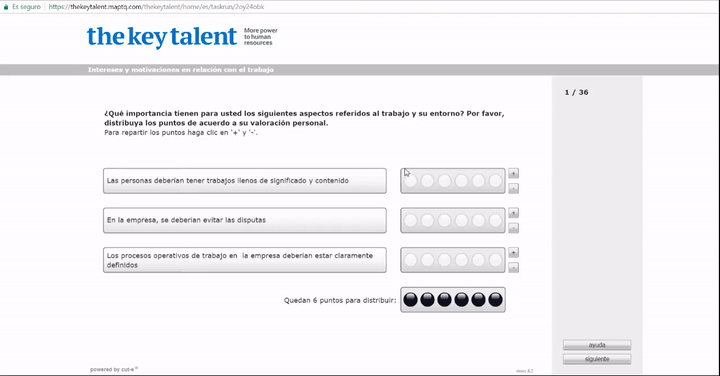 Es seguro
https://thekeytalent.maptq.com/thekeytalent/home/es/taskrun/2oy24obk
the key talent
More power
to human
resources
Intereses y motivaciones en relación con el trabajo
1 / 36
¿Qué importancia tienen para usted los siguientes aspectos referidos al trabajo y su entorno? Por favor,
distribuya los puntos de acuerdo a su valoración personal.
Para repartir los puntos haga clic en '+' y '-'.
Las personas deberían tener trabajos llenos de significado y contenido
+
-
En la empresa, se deberían evitar las disputas
+
-
Los procesos operativos de trabajo en la empresa deberían estar claramente
definidos
+
-
Quedan 6 puntos para distribuir:
ayuda
siguiente
powered by cut-e®